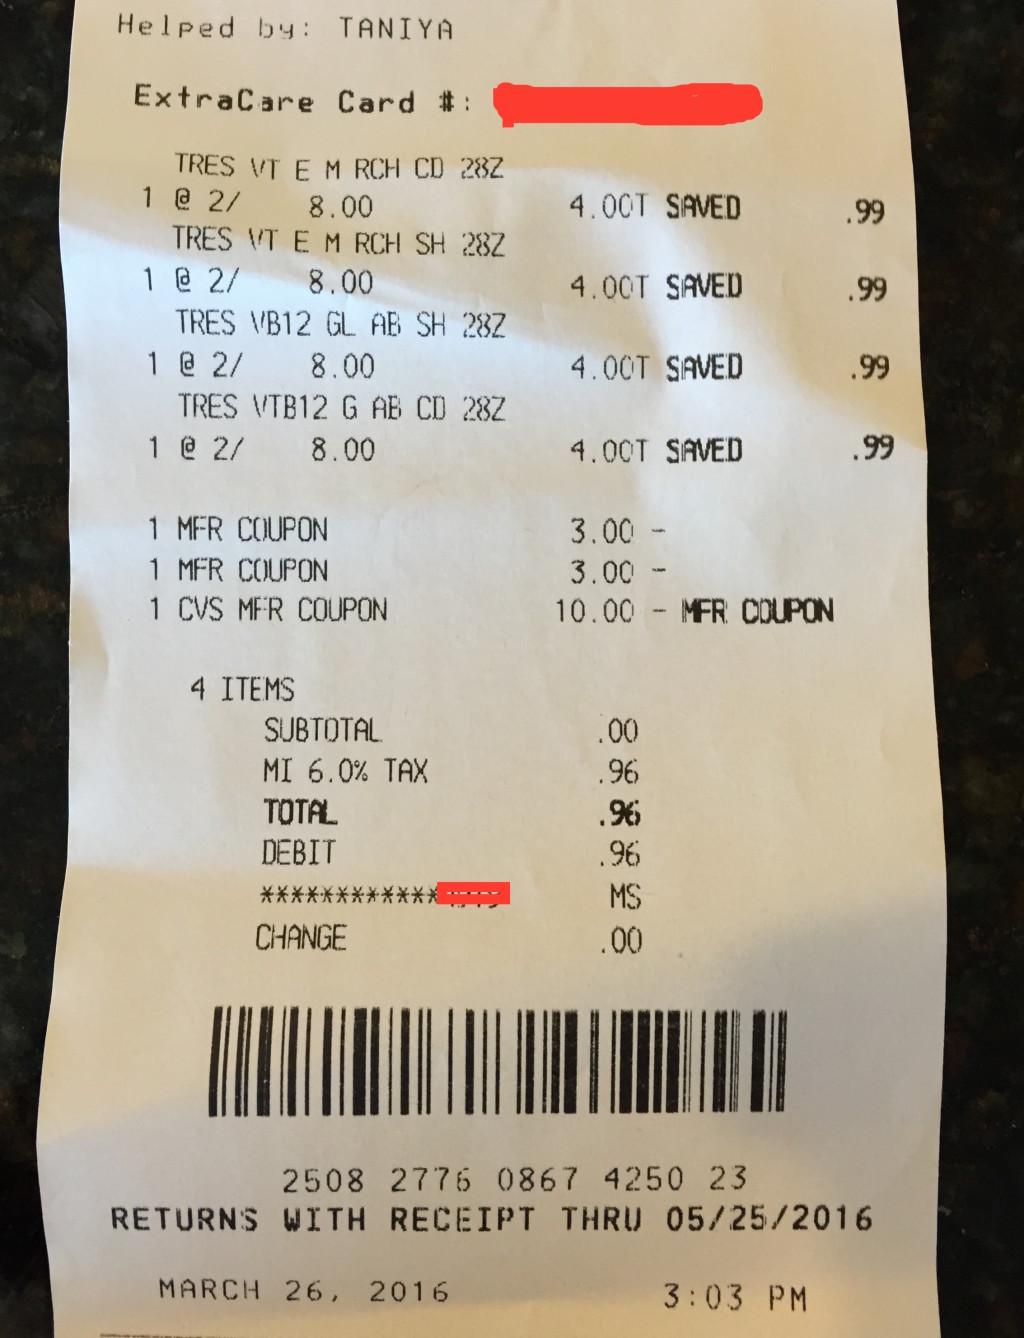 Helped by: TANIYA
ExtraCare Card #:
TRES VT E M RCH CD 28Z
1 @ 2/ 8.00 4.00T SAVED .99
TRES VT E M RCH SH 28Z
1 @ 2/ 8.00 4.00T SAVED .99
TRES VB12 GL AB SH 28Z
1 @ 2/ 8.00 4.00T SAVED .99
TRES VTB12 G AB CD 28Z
1 @ 2/ 8.00 4.00T SAVED .99
1 MFR COUPON 3.00 -
1 MFR COUPON 3.00 -
1 CVS MFR COUPON 10.00 - MFR COUPON
4 ITEMS
SUBTOTAL .00
MI 6.0% TAX .96
TOTAL .96
DEBIT .96
************ MS
CHANGE .00
2508 2776 0867 4250 23
RETURNS WITH RECEIPT THRU 05/25/2016
MARCH 26, 2016 3:03 PM